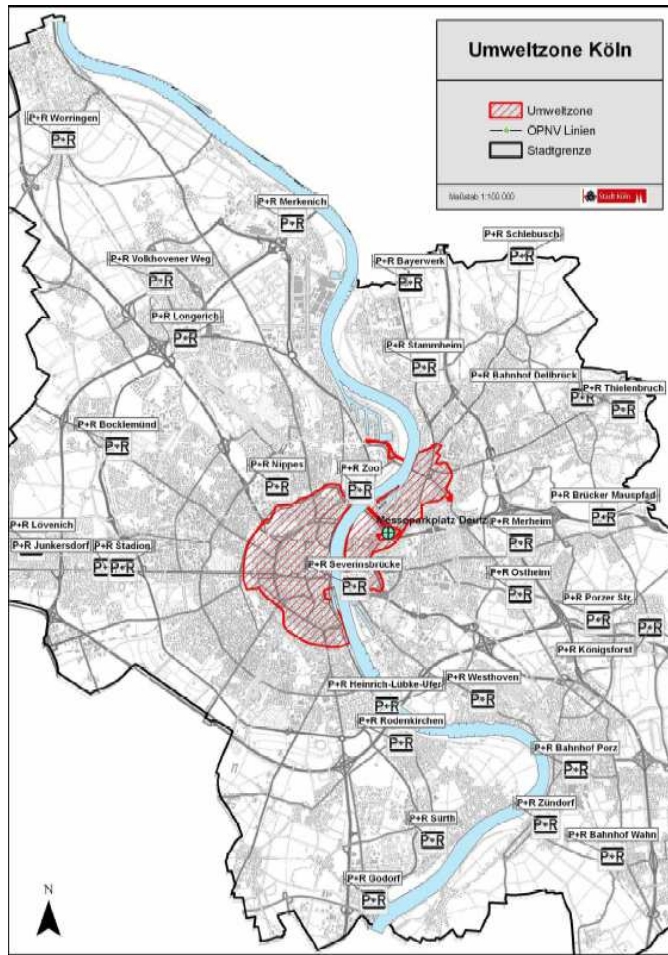 Umweltzone Köln
Umweltzone
ÖPNV Linien
Stadtgrenze
Maßstab 1:100.000
Stadt Köln
P+R Worringen
P+R
P+R Merkenich
P+R
P+R Schlebusch
P+R
P+R Volkhovener Weg
P+R
P+R Bayerwerk
P+R
P+R Longerich
P+R
P+R Stammheim
P+R
P+R Bahnhof Dellbrück
P+R
P+R Thielenbruch
P+R
P+R Bocklemünd
P+R
P+R Nippes
P+R
P+R Zoo
P+R
P+R Brücker Mauspfad
P+R
Messeparkplatz Deutz
P+R Merheim
P+R
P+R Lövenich
P+R Junkersdorf
P+R Stadion
P+R
P+R Severinsbrücke
P+R
P+R Ostheim
P+R
P+R Porzer Str.
P+R
P+R Königsforst
P+R
P+R Heinrich-Lübke-Ufer
P+R
P+R Westhoven
P+R
P+R Rodenkirchen
P+R
P+R Bahnhof Porz
P+R
P+R Sürth
P+R
P+R Zündorf
P+R
P+R Bahnhof Wahn
P+R
P+R Godorf
P+R
N